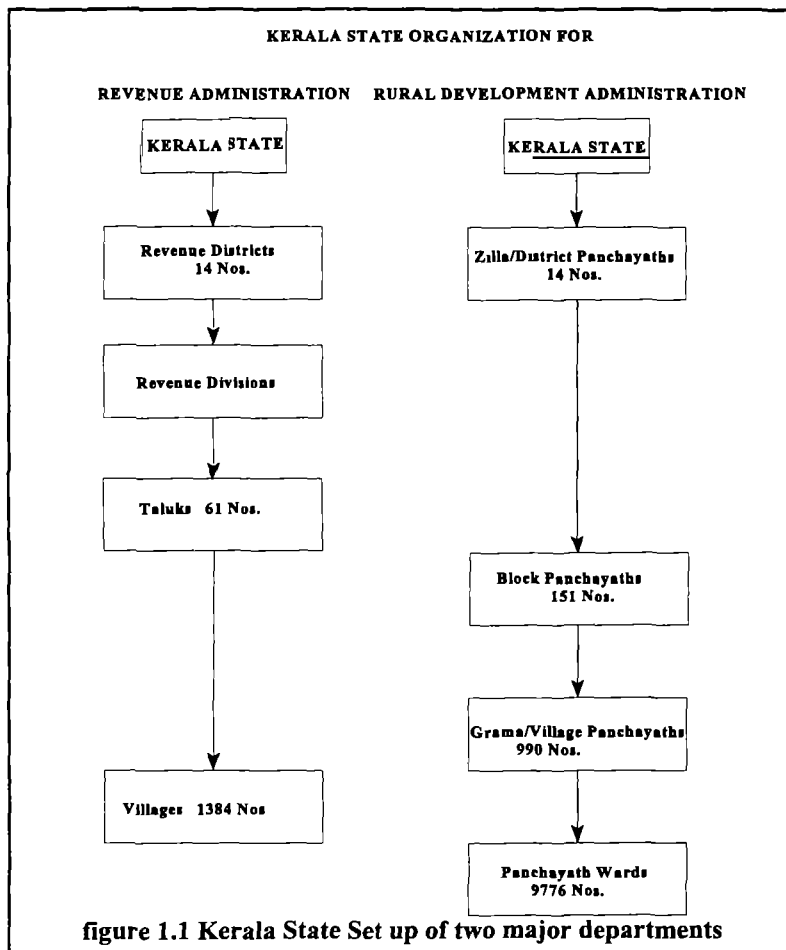 KERALA STATE ORGANIZATION FOR
REVENUE ADMINISTRATION
KERALA STATE
Revenue Districts
14 Nos.
Revenue Divisions
Taluks 61 Nos.
Villages 1384 Nos
RURAL DEVELOPMENT ADMINISTRATION
KERALA STATE
Zilla/District Panchayaths
14 Nos.
Block Panchayaths
151 Nos.
Grama/Village Panchayaths
990 Nos.
Panchayath Wards
9776 Nos.
figure 1.1 Kerala State Set up of two major departments